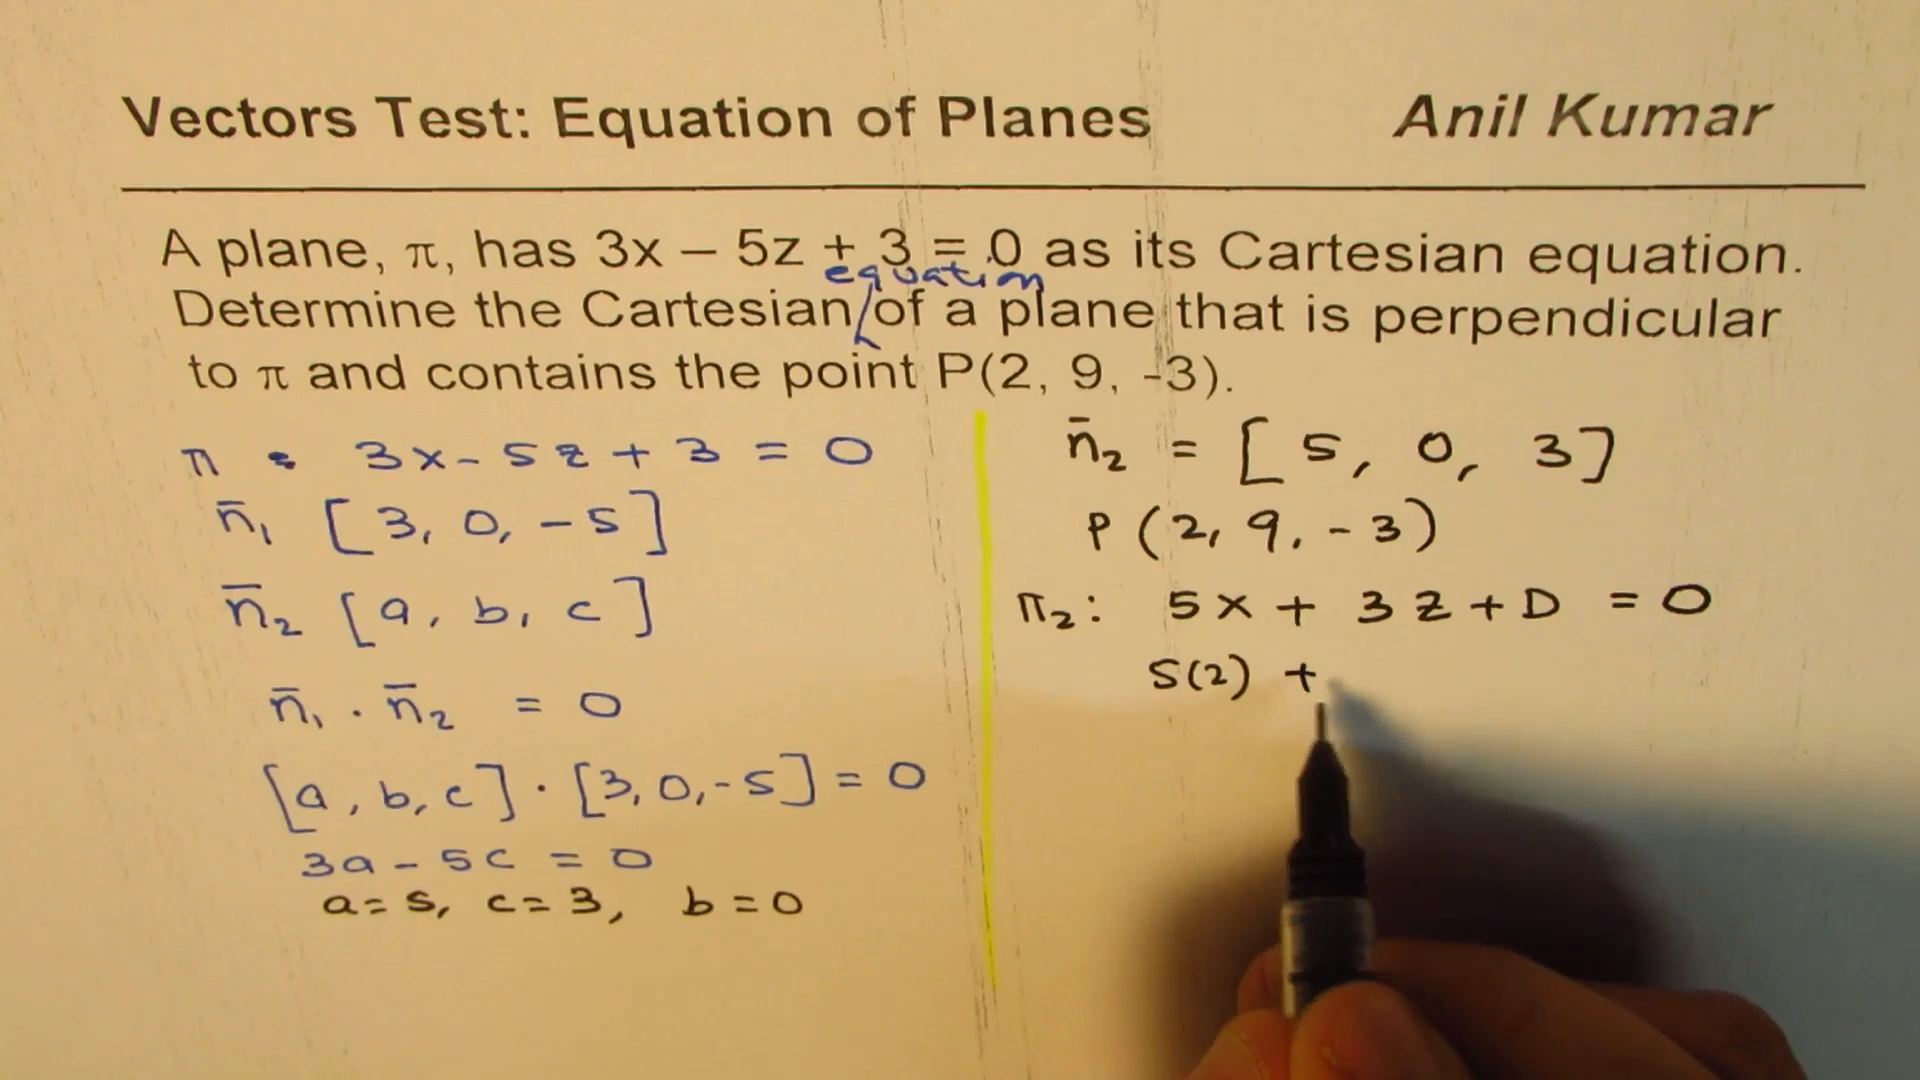 Vectors Test: Equation of Planes Anil Kumar
A plane, π, has 3x – 5z + 3 = 0 as its Cartesian equation.
equation
Determine the Cartesian of a plane that is perpendicular
to π and contains the point P(2, 9, -3).
π : 3x - 5z + 3 = 0
n̄₁ [3, 0, -5]
n̄₂ [a, b, c]
n̄₁ · n̄₂ = 0
[a, b, c] · [3, 0, -5] = 0
3a - 5c = 0
a = 5, c = 3, b = 0
n̄₂ = [5, 0, 3]
P (2, 9, -3)
π₂: 5x + 3z + D = 0
5(2) +